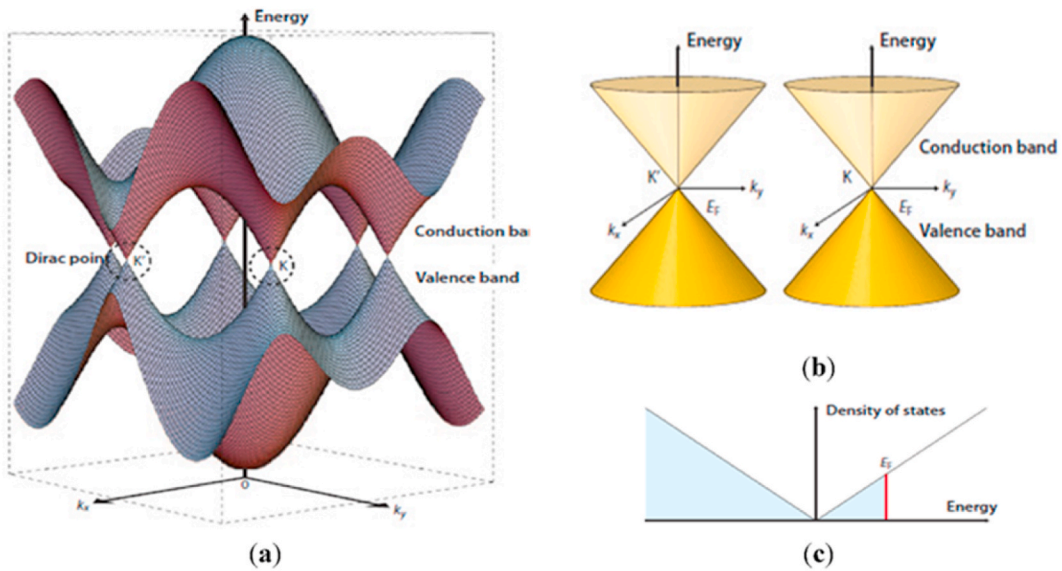 Energy
Dirac point
K'
K
Conduction ba
Valence band
O
kx
ky
(a)
Energy
Energy
Conduction band
K'
K
ky
ky
EF
EF
kx
kx
Valence band
(b)
Density of states
EF
Energy
(c)